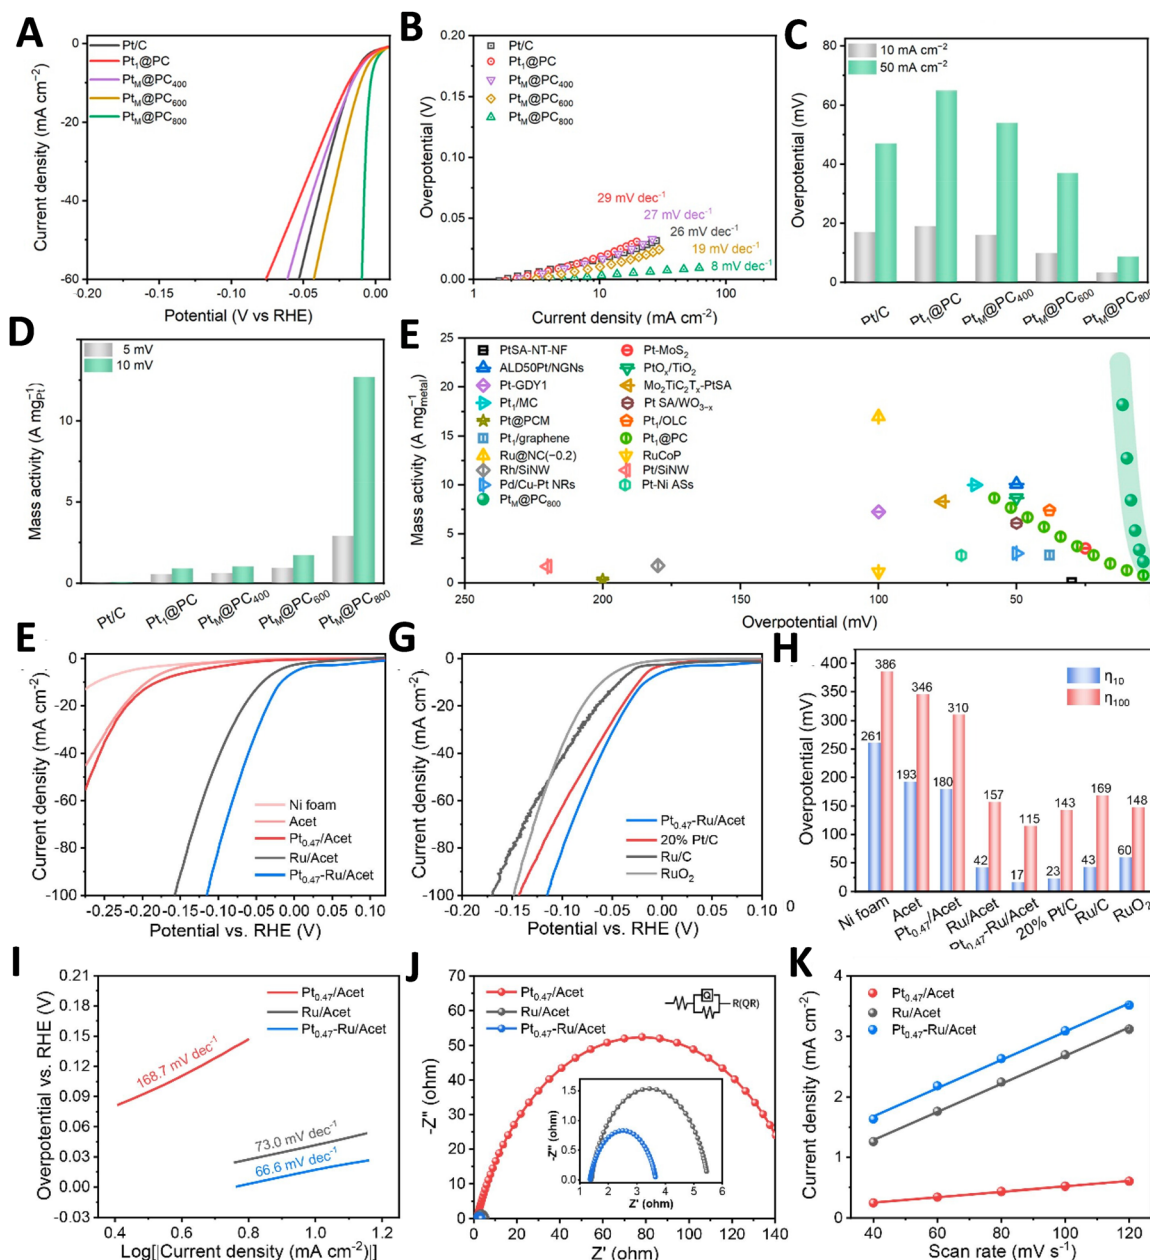 A
Current density (mA cm⁻²)
0
-20
-40
-60
Pt/C
Pt₁@PC
Pt_M@PC₄₀₀
Pt_M@PC₆₀₀
Pt_M@PC₈₀₀
-0.20 -0.15 -0.10 -0.05 0.00
Potential (V vs RHE)
B
Overpotential (V)
0.20
0.15
0.10
0.05
0.00
Pt/C
Pt₁@PC
Pt_M@PC₄₀₀
Pt_M@PC₆₀₀
Pt_M@PC₈₀₀
29 mV dec⁻¹
27 mV dec⁻¹
26 mV dec⁻¹
19 mV dec⁻¹
8 mV dec⁻¹
1 10 100
Current density (mA cm⁻²)
C
Overpotential (mV)
80
60
40
20
0
10 mA cm⁻²
50 mA cm⁻²
Pt/C Pt₁@PC Pt_M@PC₄₀₀ Pt_M@PC₆₀₀ Pt_M@PC₈₀₀
D
Mass activity (A mg⁻¹_Pt)
10
5
0
5 mV
10 mV
Pt/C Pt₁@PC Pt_M@PC₄₀₀ Pt_M@PC₆₀₀ Pt_M@PC₈₀₀
E
Mass activity (A mg⁻¹_metal)
25
20
15
10
5
0
PtSA-NT-NF Pt-MoS₂
ALD50Pt/NGNs PtOₓ/TiO₂
Pt-GDY1 Mo₂TiC₂Tₓ-PtSA
Pt₁/MC Pt SA/WO₃₋ₓ
Pt@PCM Pt₁/OLC
Pt₁/graphene Pt₁@PC
Ru@NC(−0.2) RuCoP
Rh/SiNW Pt/SiNW
Pd/Cu-Pt NRs Pt-Ni ASs
Pt_M@PC₈₀₀
250 200 150 100 50
Overpotential (mV)
E
Current density (mA cm⁻²)
0
-20
-40
-60
-80
-100
Ni foam
Acet
Pt₀.₄₇/Acet
Ru/Acet
Pt₀.₄₇-Ru/Acet
-0.25 -0.20 -0.15 -0.10 -0.05 0.00 0.05 0.10
Potential vs. RHE (V)
G
Current density (mA cm⁻²)
0
-20
-40
-60
-80
-100
Pt₀.₄₇-Ru/Acet
20% Pt/C
Ru/C
RuO₂
-0.20 -0.15 -0.10 -0.05 0.00 0.05 0.10
Potential vs. RHE (V)
0
H
Overpotential (mV)
400
350
300
250
200
150
100
50
0
η₁₀
η₁₀₀
386
346
310
261
193
180
157
115
143
169
148
42
17
23
43
60
Ni foam Acet Pt₀.₄₇/Acet Ru/Acet Pt₀.₄₇-Ru/Acet 20% Pt/C Ru/C RuO₂
I
Overpotential vs. RHE (V)
0.21
0.18
0.15
0.12
0.09
0.06
0.03
0.00
-0.03
Pt₀.₄₇/Acet
Ru/Acet
Pt₀.₄₇-Ru/Acet
168.7 mV dec⁻¹
73.0 mV dec⁻¹
66.6 mV dec⁻¹
0.4 0.6 0.8 1.0 1.2
Log[|Current density (mA cm⁻²)|]
J
-Z" (ohm)
70
60
50
40
30
20
10
0
Pt₀.₄₇/Acet
Ru/Acet
Pt₀.₄₇-Ru/Acet
Q
R(QR)
-Z" (ohm)
1.5
1.0
0.5
0.0
1 2 3 4 5 6
Z' (ohm)
0 20 40 60 80 100 120 140
Z' (ohm)
K
Current density (mA cm⁻²)
4
3
2
1
0
Pt₀.₄₇/Acet
Ru/Acet
Pt₀.₄₇-Ru/Acet
40 60 80 100 120
Scan rate (mV s⁻¹)